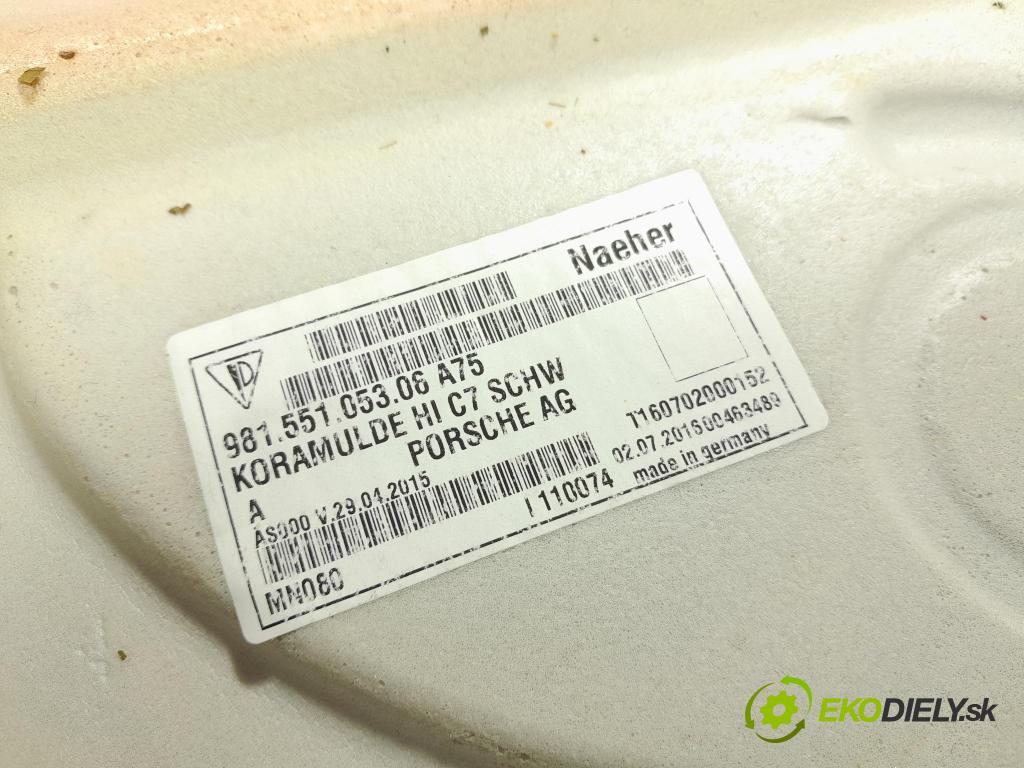 Naeher
981.551.053.06 A75
KORAMULDE HI C7 SCHW
PORSCHE AG
A
AS000 V.29.04.2015
T160702000152
02.07.201600463489
I 110074 made in germany
MN080
EKODIELY.sk